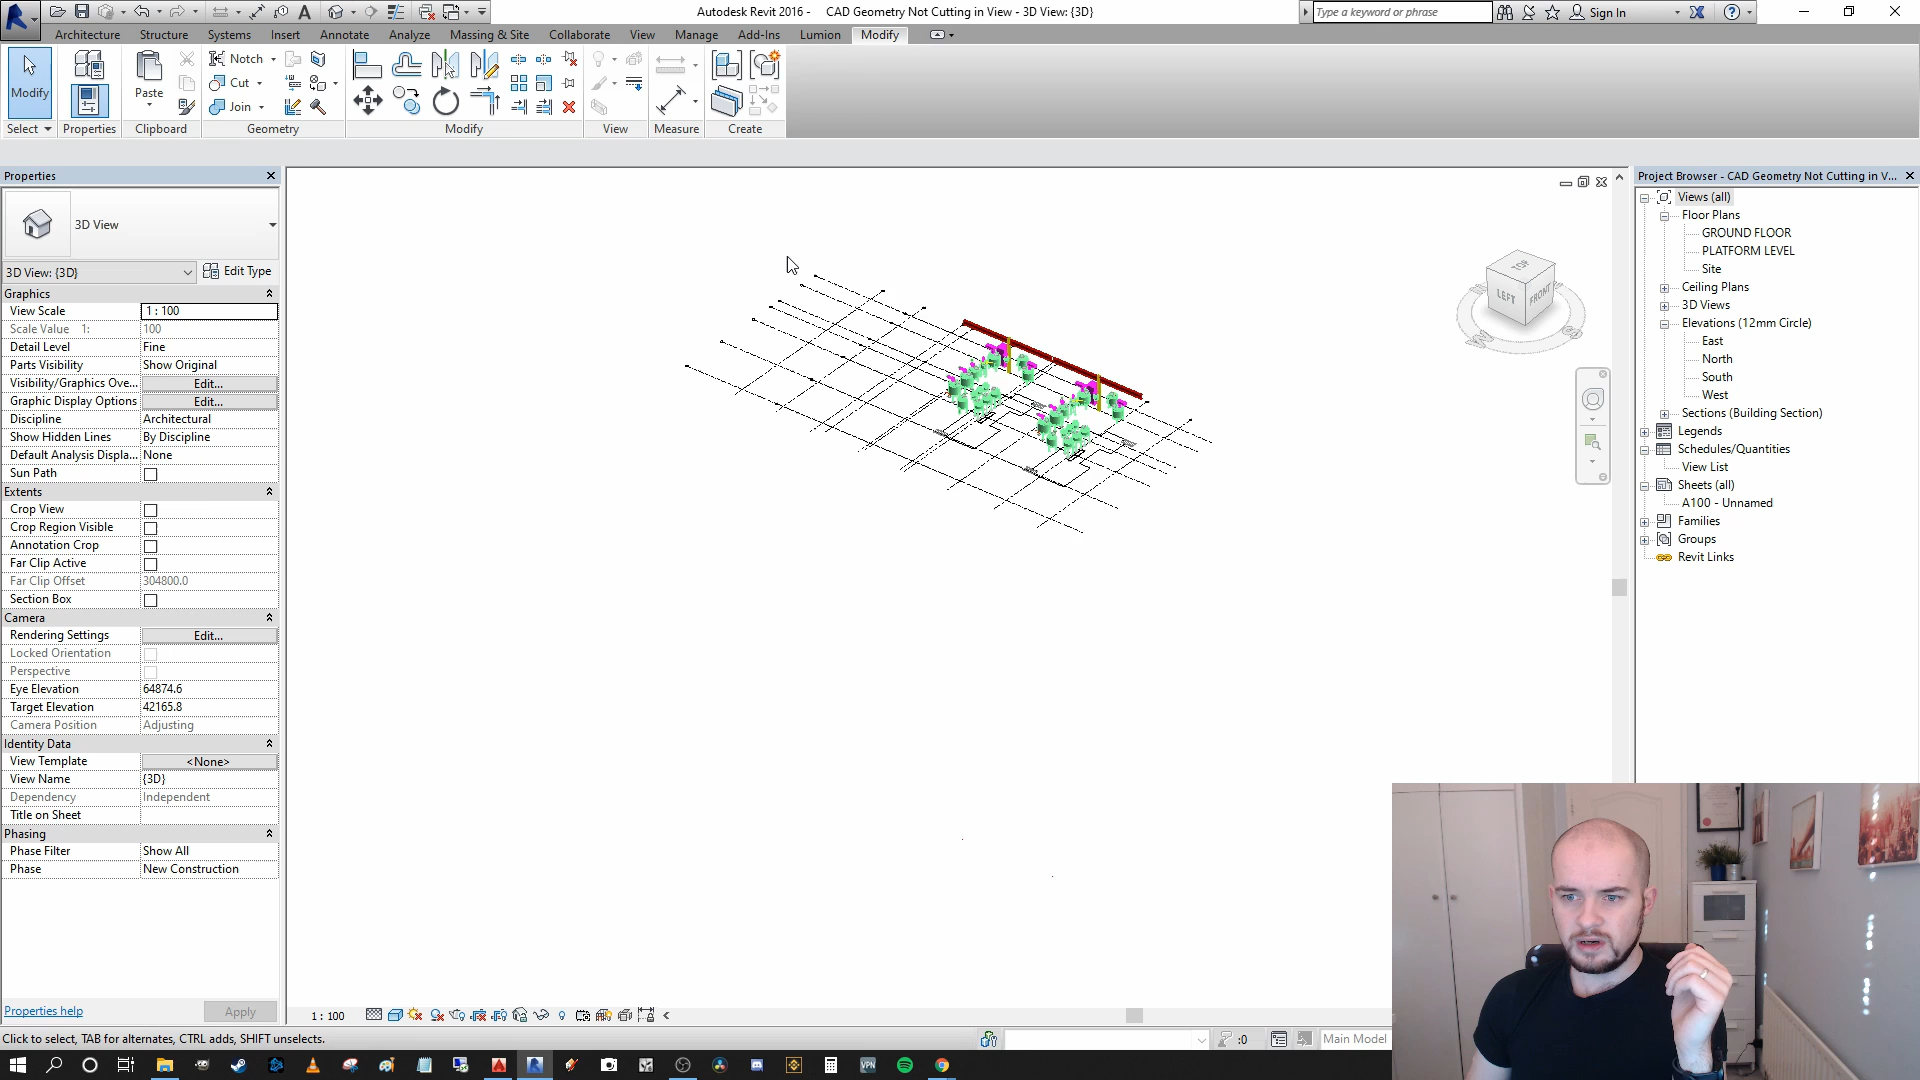 Autodesk Revit 2016 - CAD Geometry Not Cutting in View - 3D View: {3D}
Type a keyword or phrase
Sign In
Architecture Structure Systems Insert Annotate Analyze Massing & Site Collaborate View Manage Add-Ins Lumion Modify
Modify
Paste
Notch
Cut
Join
Select Properties Clipboard Geometry Modify View Measure Create
Properties
3D View
3D View: {3D}
Edit Type
Graphics
View Scale 1 : 100
Scale Value 1: 100
Detail Level Fine
Parts Visibility Show Original
Visibility/Graphics Ove... Edit...
Graphic Display Options Edit...
Discipline Architectural
Show Hidden Lines By Discipline
Default Analysis Displa... None
Sun Path
Extents
Crop View
Crop Region Visible
Annotation Crop
Far Clip Active
Far Clip Offset 304800.0
Section Box
Camera
Rendering Settings Edit...
Locked Orientation
Perspective
Eye Elevation 64874.6
Target Elevation 42165.8
Camera Position Adjusting
Identity Data
View Template <None>
View Name {3D}
Dependency Independent
Title on Sheet
Phasing
Phase Filter Show All
Phase New Construction
Properties help
Apply
TOP
LEFT
FRONT
Project Browser - CAD Geometry Not Cutting in V...
Views (all)
Floor Plans
GROUND FLOOR
PLATFORM LEVEL
Site
Ceiling Plans
3D Views
Elevations (12mm Circle)
East
North
South
West
Sections (Building Section)
Legends
Schedules/Quantities
View List
Sheets (all)
A100 - Unnamed
Families
Groups
Revit Links
1 : 100
Click to select, TAB for alternates, CTRL adds, SHIFT unselects.
:0
Main Model
VPN